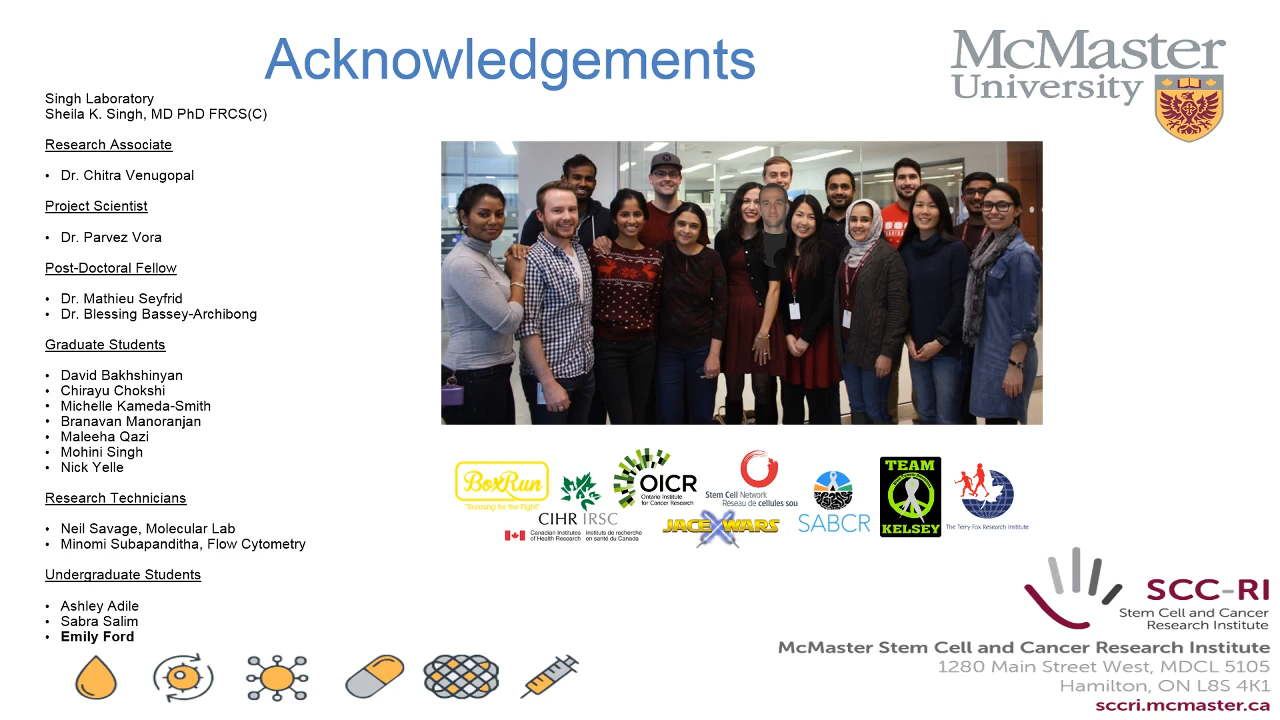 Acknowledgements
McMaster
University
Singh Laboratory
Sheila K. Singh, MD PhD FRCS(C)
Research Associate
• Dr. Chitra Venugopal
Project Scientist
• Dr. Parvez Vora
Post-Doctoral Fellow
• Dr. Mathieu Seyfrid
• Dr. Blessing Bassey-Archibong
Graduate Students
• David Bakhshinyan
• Chirayu Chokshi
• Michelle Kameda-Smith
• Branavan Manoranjan
• Maleeha Qazi
• Mohini Singh
• Nick Yelle
Research Technicians
• Neil Savage, Molecular Lab
• Minomi Subapanditha, Flow Cytometry
Undergraduate Students
• Ashley Adile
• Sabra Salim
• Emily Ford
BoxRun
"Running for the Fight"
CIHR IRSC
Canadian Institutes of Health Research
Instituts de recherche en santé du Canada
OICR
Ontario Institute
for Cancer Research
Stem Cell Network
Réseau de cellules sou
JACE WARS
SABCR
TEAM
KELSEY
The Terry Fox Research Institute
SCC-RI
Stem Cell and Cancer
Research Institute
McMaster Stem Cell and Cancer Research Institute
1280 Main Street West, MDCL 5105
Hamilton, ON L8S 4K1
sccri.mcmaster.ca